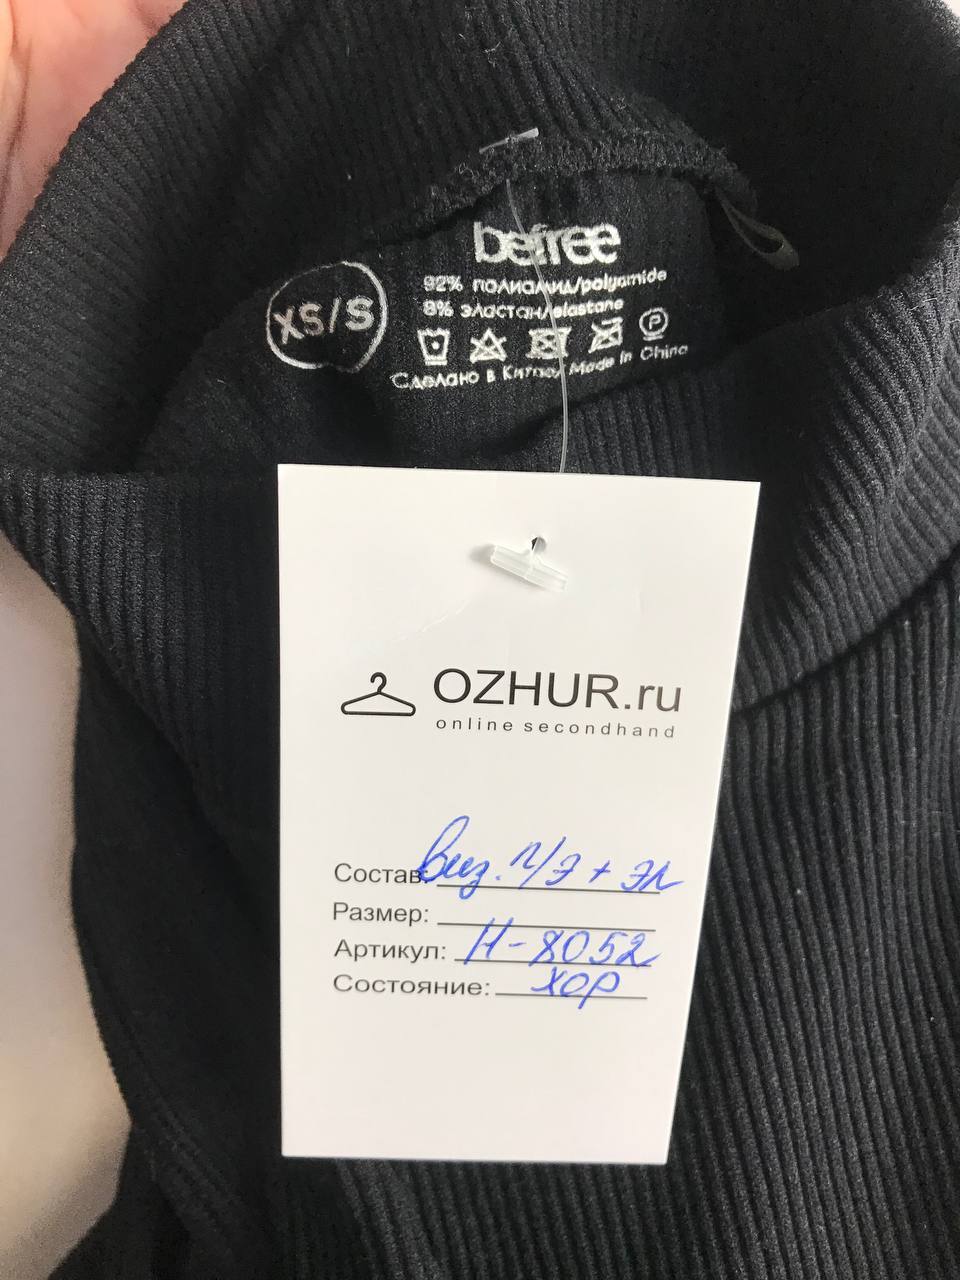 befree
XS/S
92% полиамид/polyamide
8% эластан/elastane
Сделано в Китае/ Made in China
OZHUR.ru
online secondhand
Состав: виз. п/э + эл
Размер:
Артикул: Н-8052
Состояние: хор